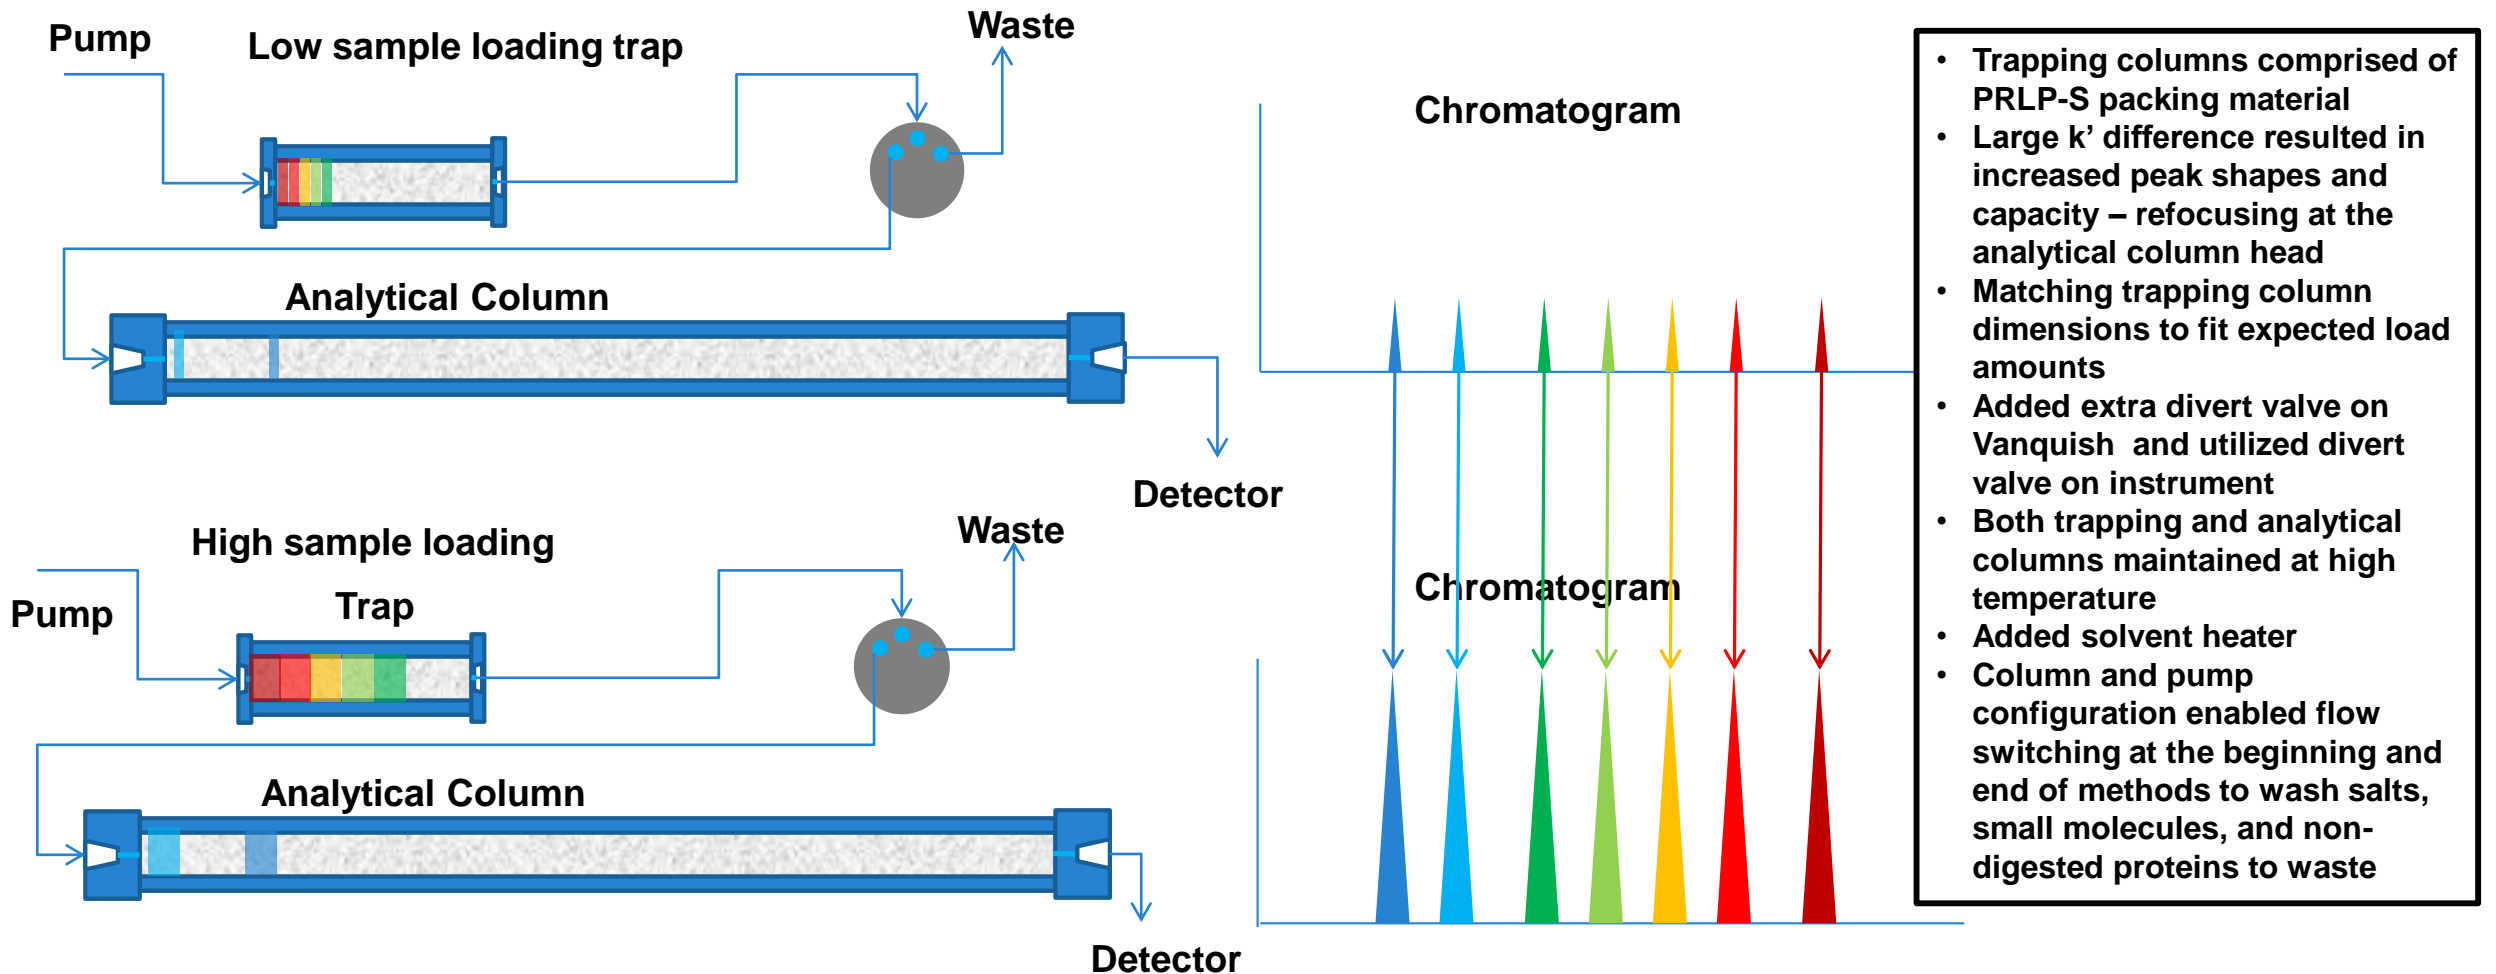 Pump
Low sample loading trap
Waste
Analytical Column
Detector
High sample loading
Trap
Waste
Pump
Analytical Column
Detector
Chromatogram
Chromatogram
• Trapping columns comprised of
PRLP-S packing material
• Large k’ difference resulted in
increased peak shapes and
capacity – refocusing at the
analytical column head
• Matching trapping column
dimensions to fit expected load
amounts
• Added extra divert valve on
Vanquish and utilized divert
valve on instrument
• Both trapping and analytical
columns maintained at high
temperature
• Added solvent heater
• Column and pump
configuration enabled flow
switching at the beginning and
end of methods to wash salts,
small molecules, and non-
digested proteins to waste